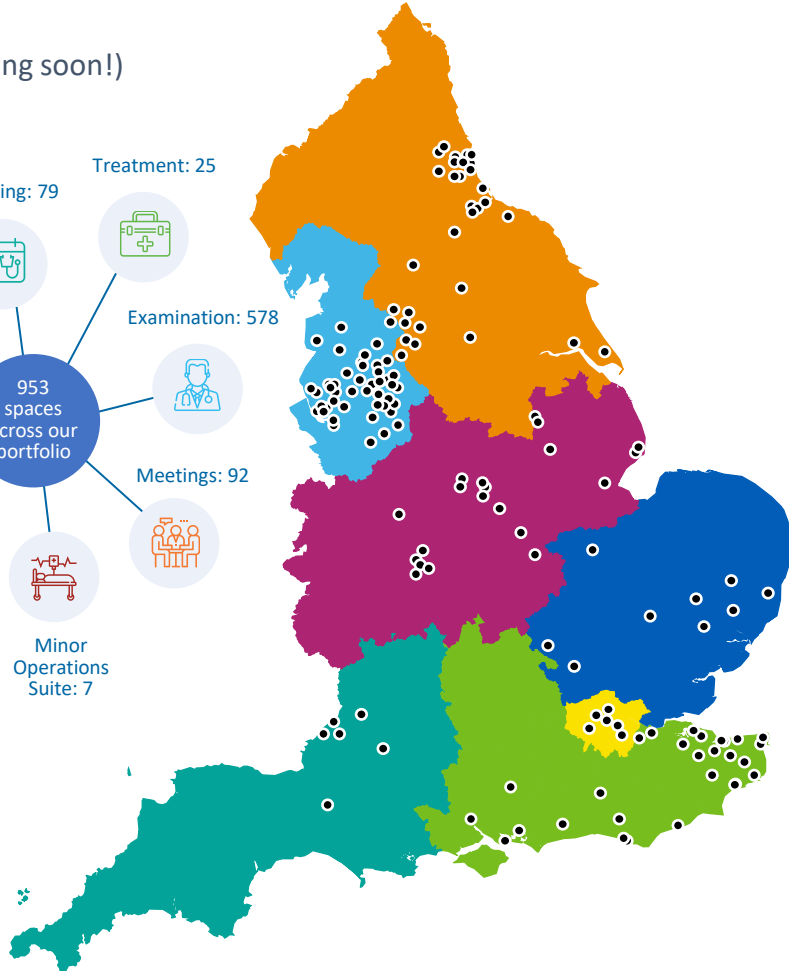 ng soon!)
Treatment: 25
ing: 79
Examination: 578
953
spaces
cross our
portfolio
Meetings: 92
Minor
Operations
Suite: 7